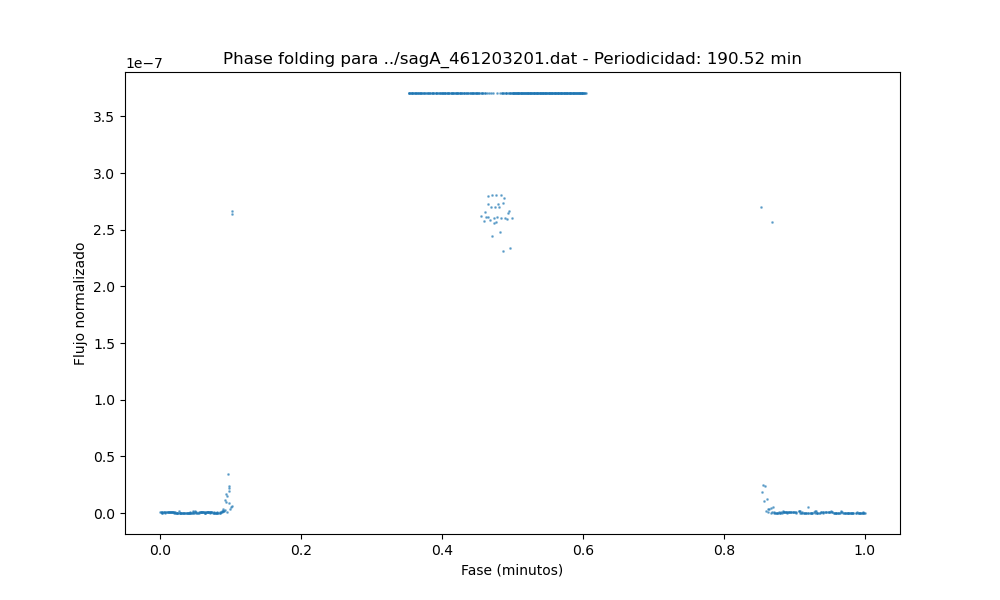 Phase folding para ../sagA_461203201.dat - Periodicidad: 190.52 min
1e−7
3.5
3.0
2.5
2.0
1.5
1.0
0.5
0.0
Flujo normalizado
0.0 0.2 0.4 0.6 0.8 1.0
Fase (minutos)